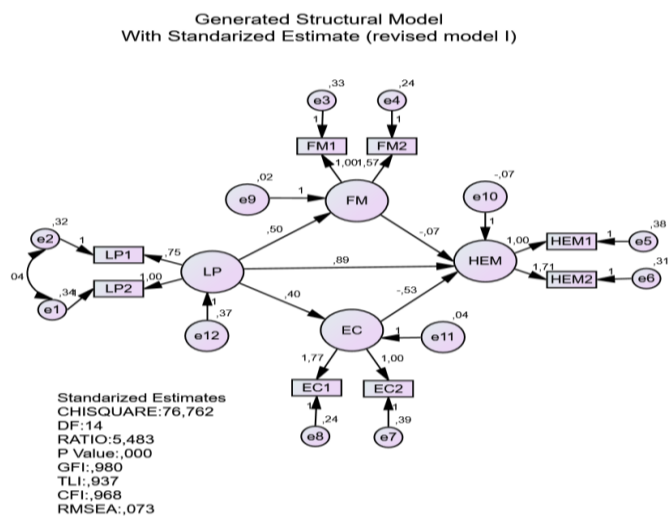 Generated Structural Model
With Standarized Estimate (revised model I)
,33 ,24
e3 e4
1 1
FM1 FM2
1,00 1,57
,02 -,07
e9 1 FM e10
,32 ,50 -,07 1 ,38
e2 1 1,00 HEM1 1 e5
LP1 ,75 ,89 HEM ,31
04 LP 1,71 HEM2 1 e6
LP2 1,00
,34 ,40 -,53
e1 1 ,04
,37 EC 1 e11
e12
1,77 1,00
EC1 EC2
1 1
,24 ,39
e8 e7
Standarized Estimates
CHISQUARE:76,762
DF:14
RATIO:5,483
P Value:,000
GFI:,980
TLI:,937
CFI:,968
RMSEA:,073